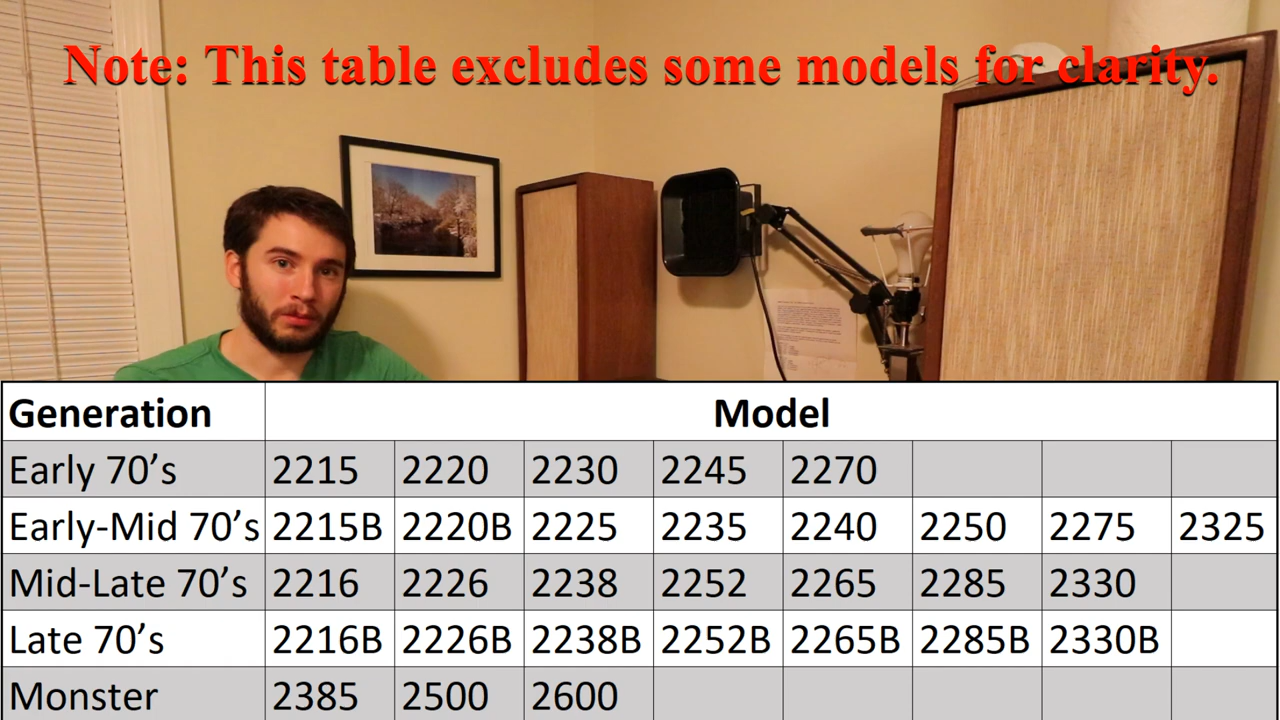 Note: This table excludes some models for clarity.
Generation Model
Early 70's 2215 2220 2230 2245 2270
Early-Mid 70's 2215B 2220B 2225 2235 2240 2250 2275 2325
Mid-Late 70's 2216 2226 2238 2252 2265 2285 2330
Late 70's 2216B 2226B 2238B 2252B 2265B 2285B 2330B
Monster 2385 2500 2600